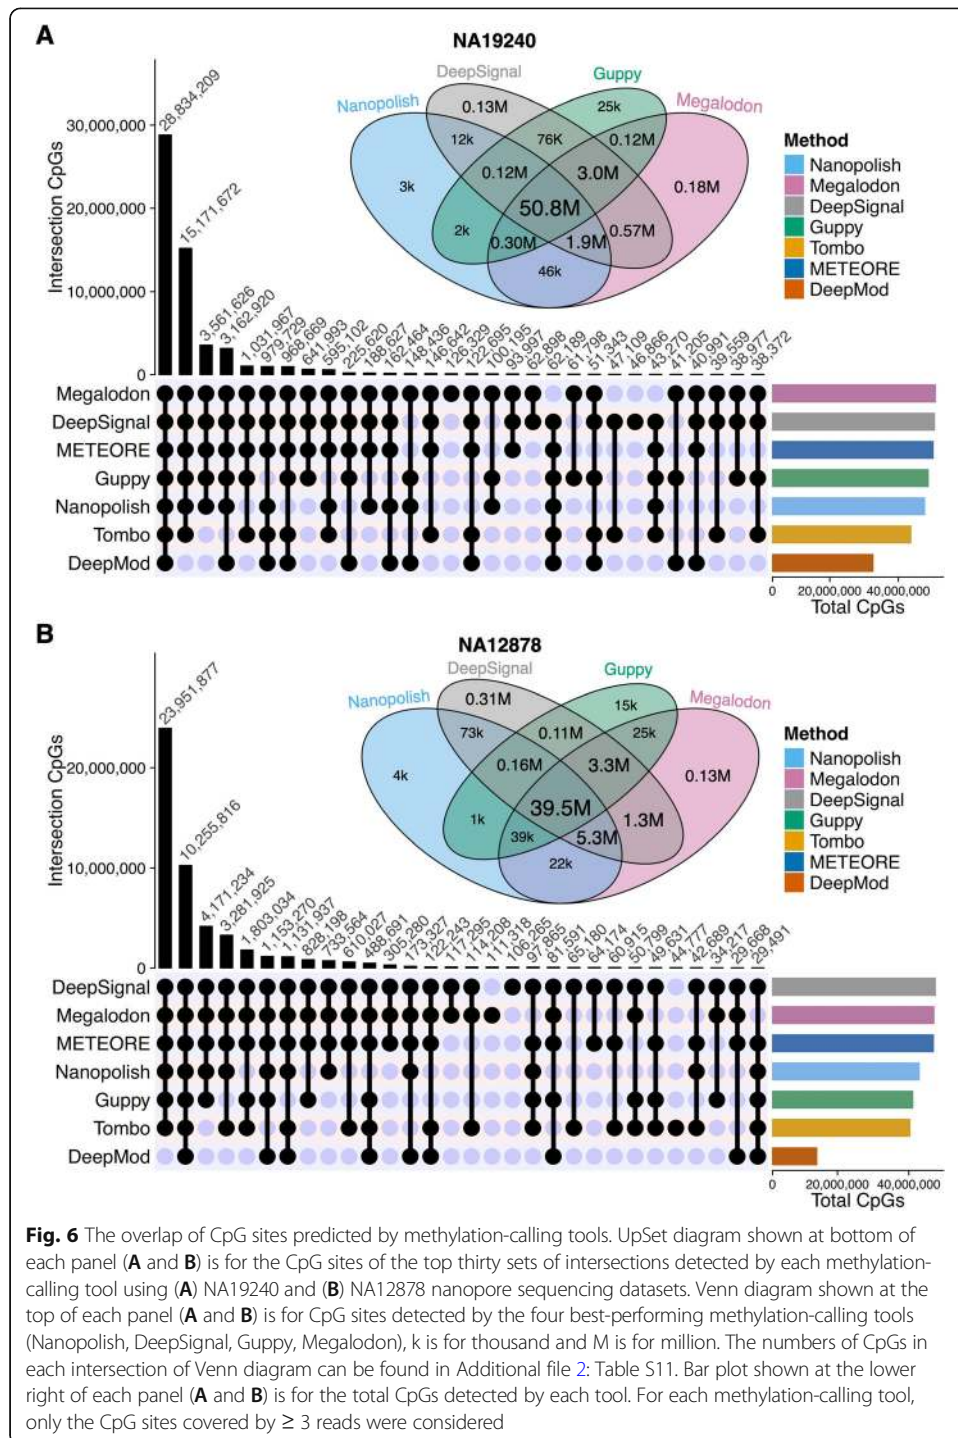 A
NA19240
DeepSignal
Guppy
Nanopolish
Megalodon
0.13M
25k
12k
76K
0.12M
3k
0.12M
3.0M
0.18M
50.8M
2k
0.30M
1.9M
0.57M
46k
Method
Nanopolish
Megalodon
DeepSignal
Guppy
Tombo
METEORE
DeepMod
Intersection CpGs
30,000,000
20,000,000
10,000,000
0
28,834,209
15,171,672
3,561,626
3,162,920
1,031,967
979,729
968,669
641,993
595,102
225,620
188,627
162,464
148,436
146,642
126,329
122,695
100,195
93,997
62,898
62,189
61,798
51,343
47,109
46,866
43,270
41,205
40,991
39,559
38,977
38,372
Megalodon
DeepSignal
METEORE
Guppy
Nanopolish
Tombo
DeepMod
0
20,000,000
40,000,000
Total CpGs
B
NA12878
DeepSignal
Guppy
Nanopolish
Megalodon
0.31M
15k
73k
0.11M
25k
4k
0.16M
3.3M
0.13M
39.5M
1k
39k
5.3M
1.3M
22k
Method
Nanopolish
Megalodon
DeepSignal
Guppy
Tombo
METEORE
DeepMod
Intersection CpGs
20,000,000
10,000,000
0
23,951,877
10,255,816
4,171,234
3,281,925
1,803,034
1,153,270
1,131,937
828,198
733,564
610,027
488,691
305,280
173,327
122,243
117,295
114,208
111,318
106,265
97,865
81,591
65,180
64,174
60,915
50,799
49,631
44,777
42,689
34,217
29,668
29,491
DeepSignal
Megalodon
METEORE
Nanopolish
Guppy
Tombo
DeepMod
0
20,000,000
40,000,000
Total CpGs
Fig. 6 The overlap of CpG sites predicted by methylation-calling tools. UpSet diagram shown at bottom of
each panel (A and B) is for the CpG sites of the top thirty sets of intersections detected by each methylation-
calling tool using (A) NA19240 and (B) NA12878 nanopore sequencing datasets. Venn diagram shown at the
top of each panel (A and B) is for CpG sites detected by the four best-performing methylation-calling tools
(Nanopolish, DeepSignal, Guppy, Megalodon), k is for thousand and M is for million. The numbers of CpGs in
each intersection of Venn diagram can be found in Additional file 2: Table S11. Bar plot shown at the lower
right of each panel (A and B) is for the total CpGs detected by each tool. For each methylation-calling tool,
only the CpG sites covered by ≥ 3 reads were considered